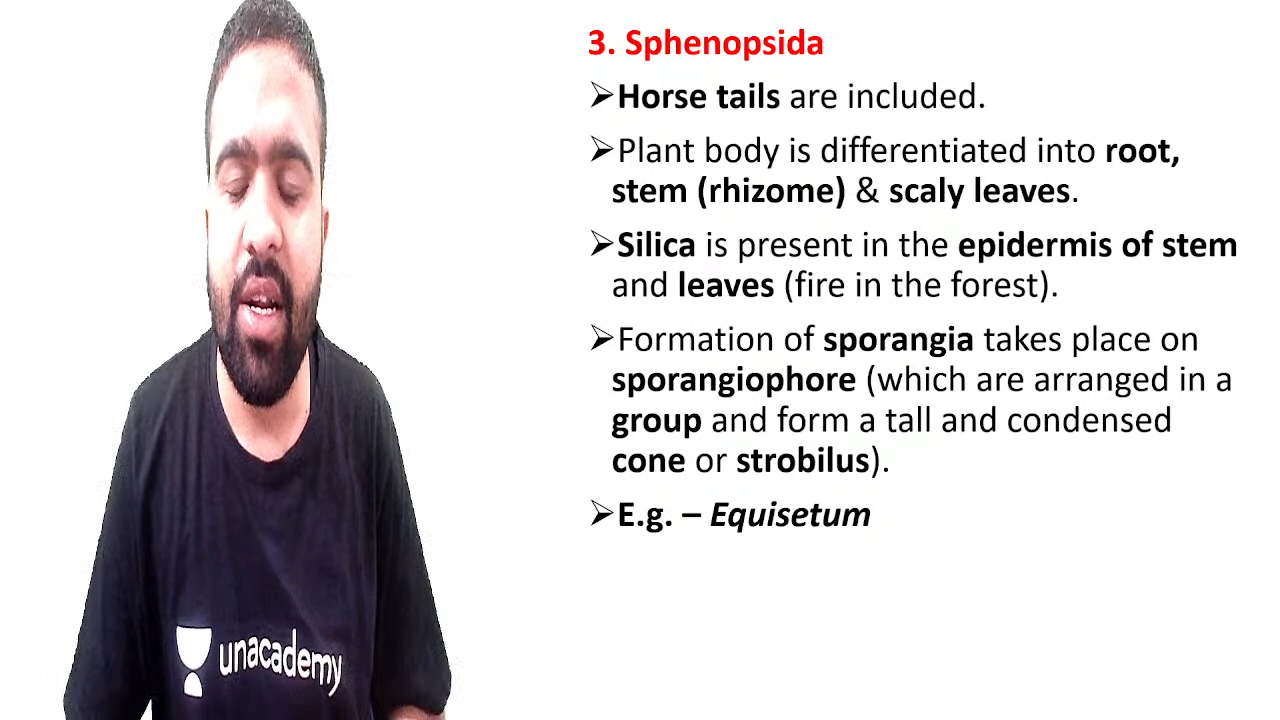 3. Sphenopsida
➢Horse tails are included.
➢Plant body is differentiated into root,
stem (rhizome) & scaly leaves.
➢Silica is present in the epidermis of stem
and leaves (fire in the forest).
➢Formation of sporangia takes place on
sporangiophore (which are arranged in a
group and form a tall and condensed
cone or strobilus).
➢E.g. – Equisetum
unacademy